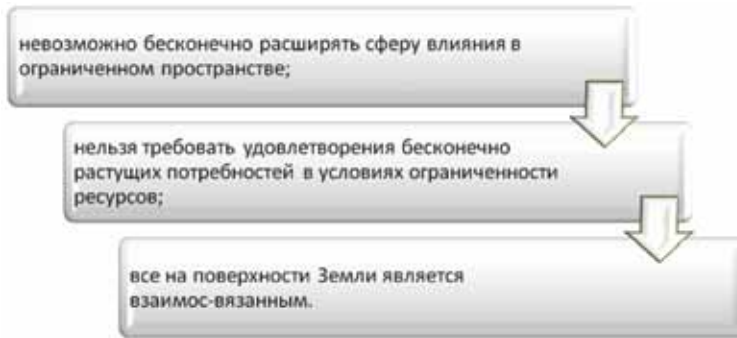 невозможно бесконечно расширять сферу влияния в
ограниченном пространстве;
нельзя требовать удовлетворения бесконечно
растущих потребностей в условиях ограниченности
ресурсов;
все на поверхности Земли является
взаимос-вязанным.